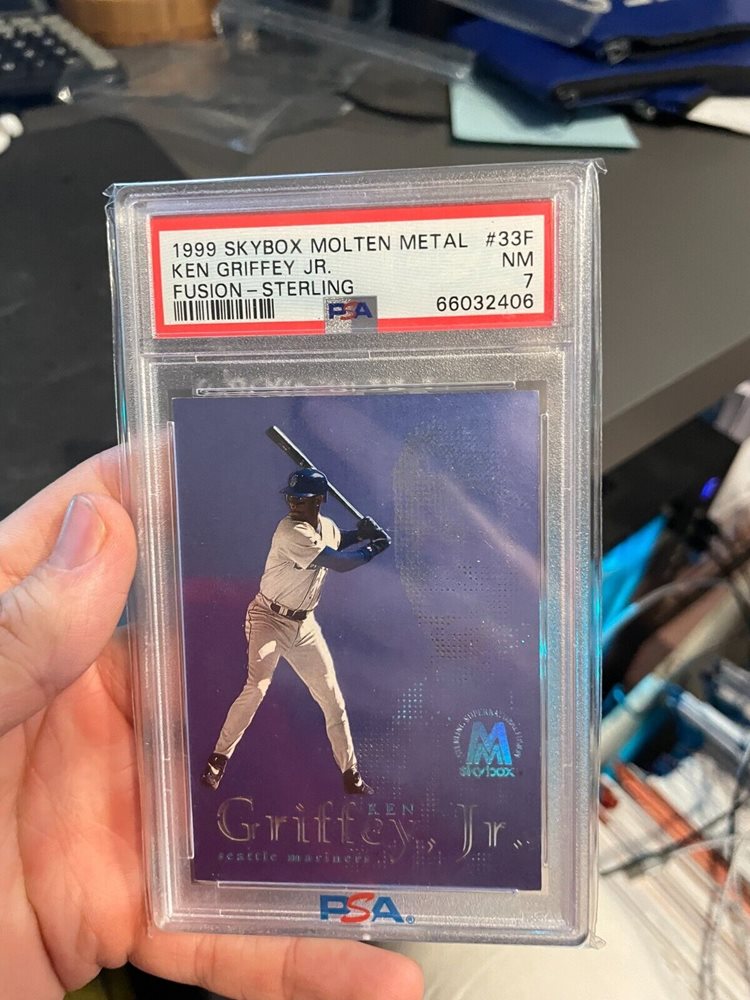 1999 SKYBOX MOLTEN METAL #33F
KEN GRIFFEY JR. NM
FUSION-STERLING 7
PSA 66032406
M
skybox
KEN
Griffey, Jr.
seattle mariners
PSA